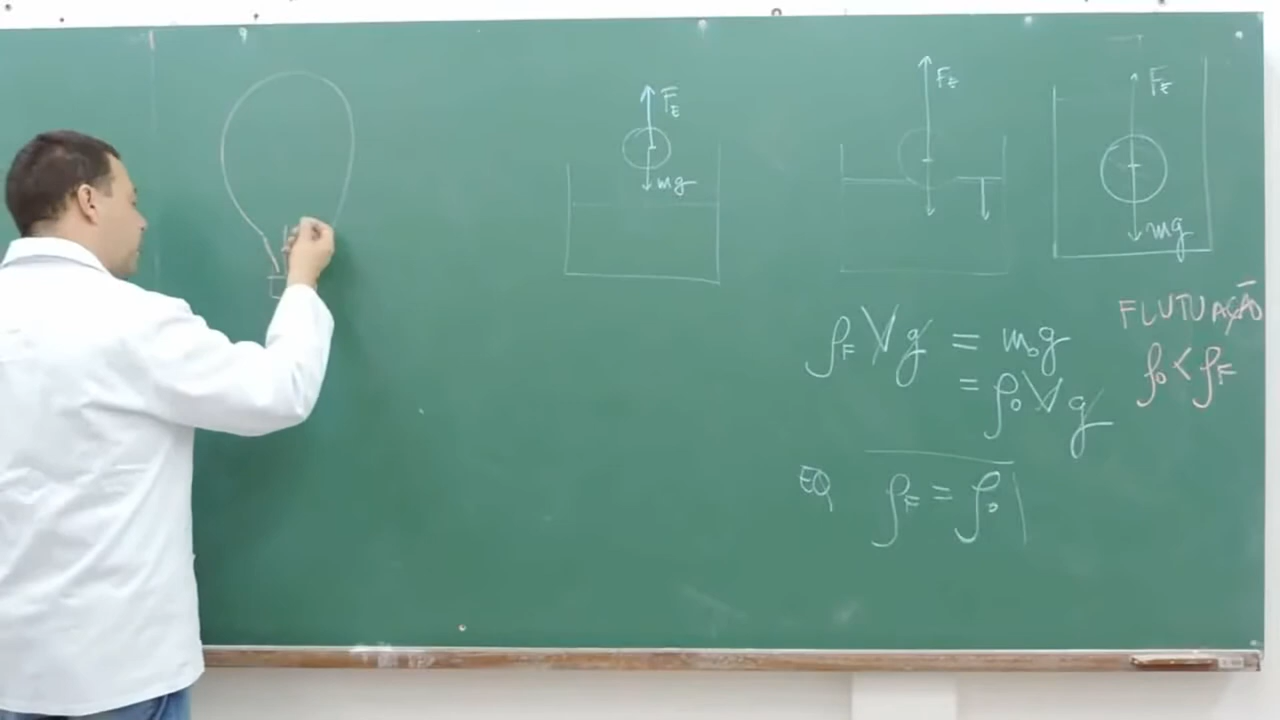 F_E
mg
F_E
F_E
mg
FLUTUAÇÃO
ρ_F V g = m_o g
= ρ_o V g
ρ_o < ρ_F
EQ ρ_F = ρ_o